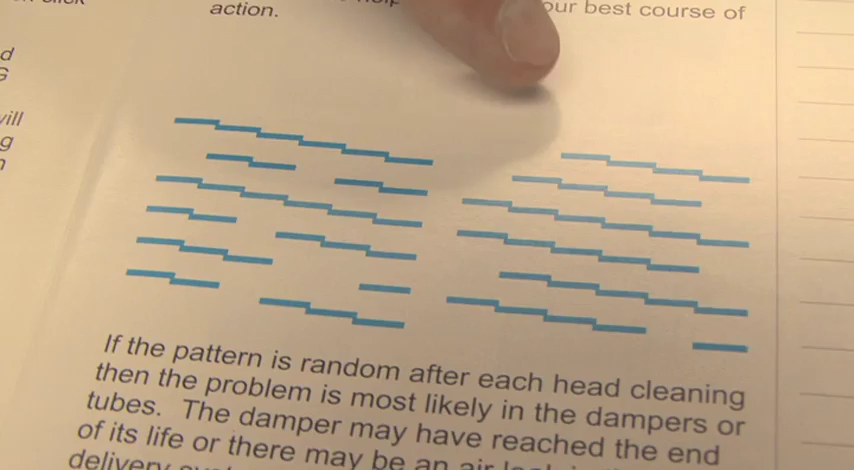 action.
our best course of
d
G
vill
g
n
If the pattern is random after each head cleaning
then the problem is most likely in the dampers or
tubes. The damper may have reached the end
of its life or there may be an air
delivery